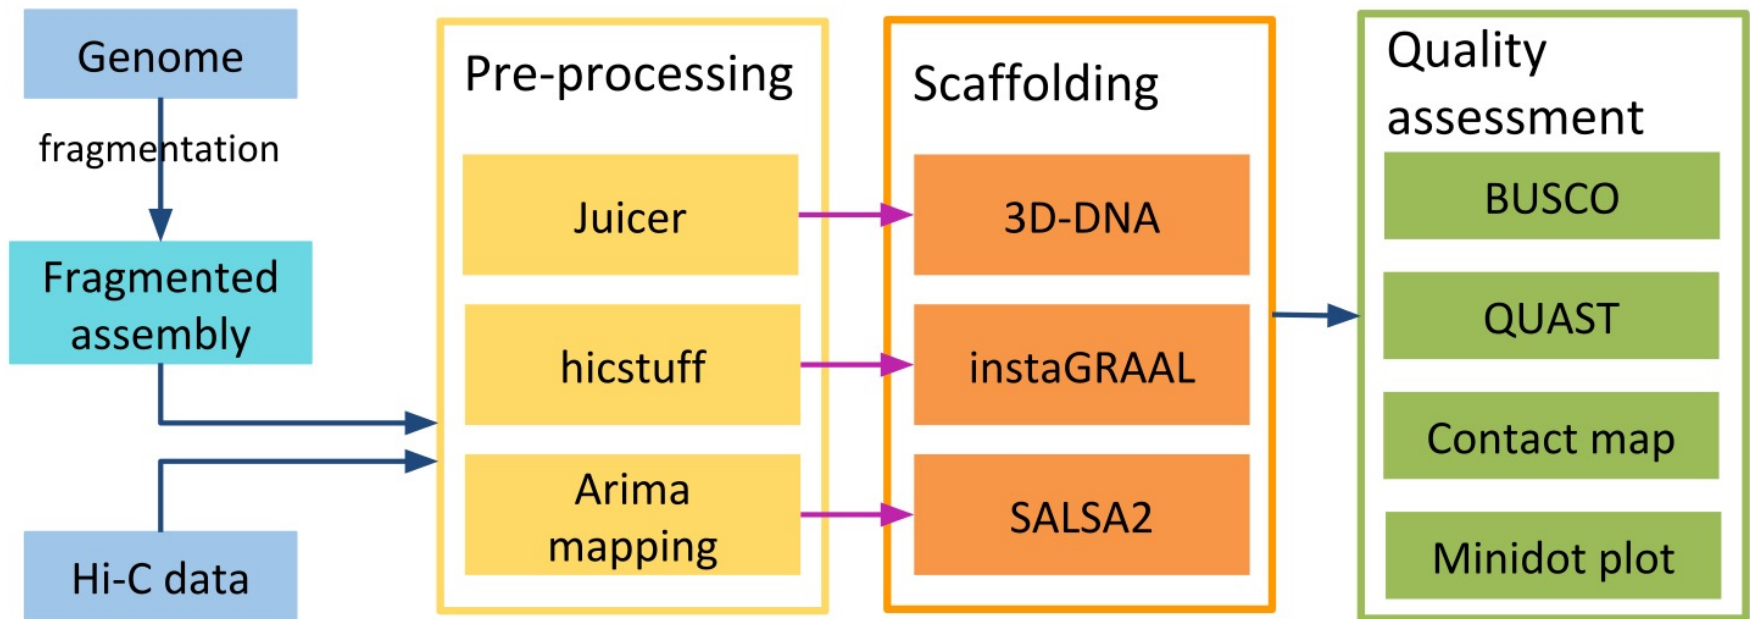 Genome
fragmentation
Fragmented
assembly
Hi-C data
Pre-processing
Juicer
hicstuff
Arima
mapping
Scaffolding
3D-DNA
instaGRAAL
SALSA2
Quality
assessment
BUSCO
QUAST
Contact map
Minidot plot